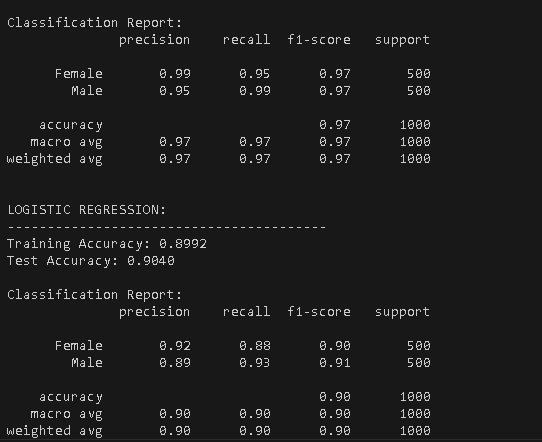 Classification Report:
precision recall f1-score support
Female 0.99 0.95 0.97 500
Male 0.95 0.99 0.97 500
accuracy 0.97 1000
macro avg 0.97 0.97 0.97 1000
weighted avg 0.97 0.97 0.97 1000
LOGISTIC REGRESSION:
----------------------------------------
Training Accuracy: 0.8992
Test Accuracy: 0.9040
Classification Report:
precision recall f1-score support
Female 0.92 0.88 0.90 500
Male 0.89 0.93 0.91 500
accuracy 0.90 1000
macro avg 0.90 0.90 0.90 1000
weighted avg 0.90 0.90 0.90 1000